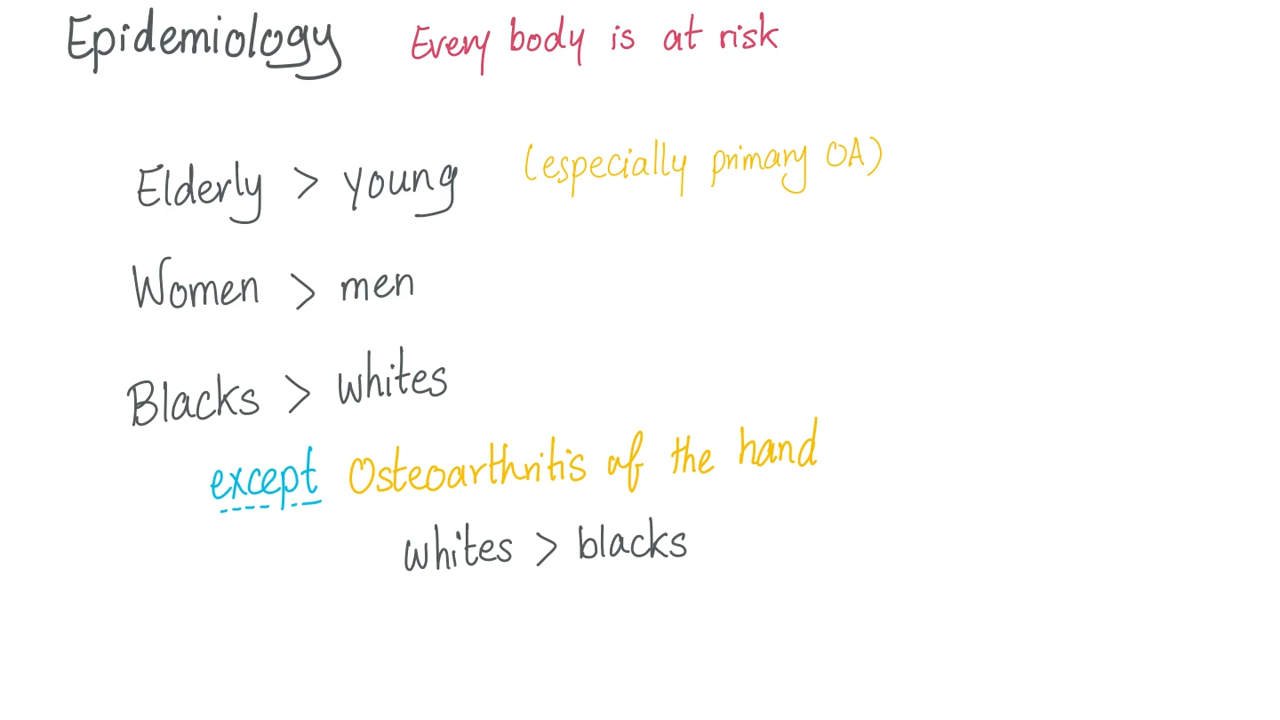 Epidemiology Every body is at risk
Elderly > young (especially primary OA)
Women > men
Blacks > whites
except Osteoarthritis of the hand
whites > blacks